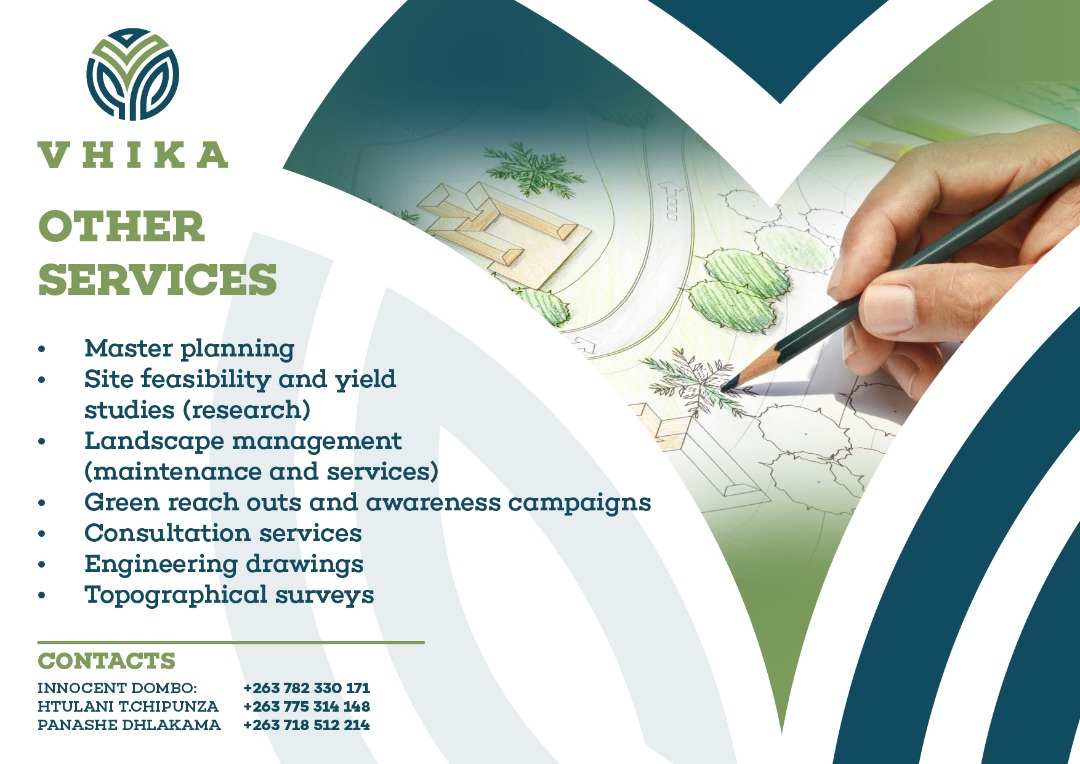 V H I K A
OTHER
SERVICES
• Master planning
• Site feasibility and yield
studies (research)
• Landscape management
(maintenance and services)
• Green reach outs and awareness campaigns
• Consultation services
• Engineering drawings
• Topographical surveys
CONTACTS
INNOCENT DOMBO: +263 782 330 171
HTULANI T.CHIPUNZA +263 775 314 148
PANASHE DHLAKAMA +263 718 512 214